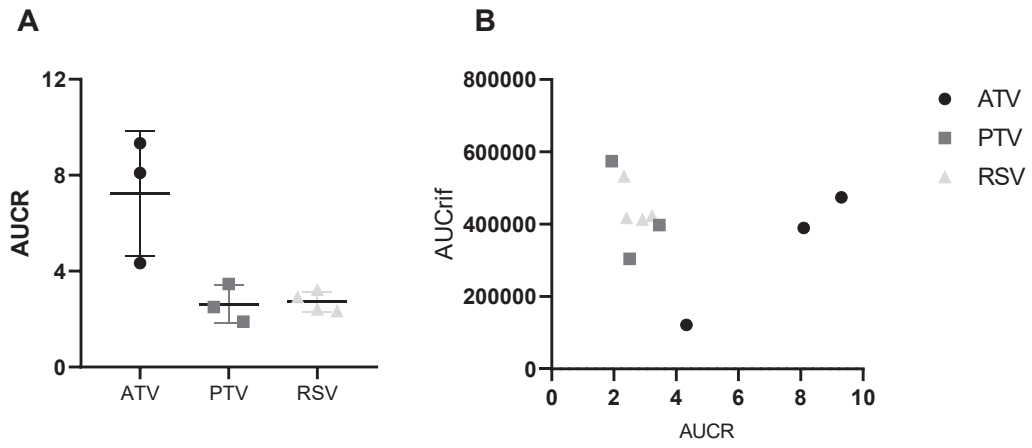 A
12
8
4
0
AUCR
ATV
PTV
RSV
B
800000
600000
400000
200000
0
AUCrif
0
2
4
6
8
10
AUCR
ATV
PTV
RSV